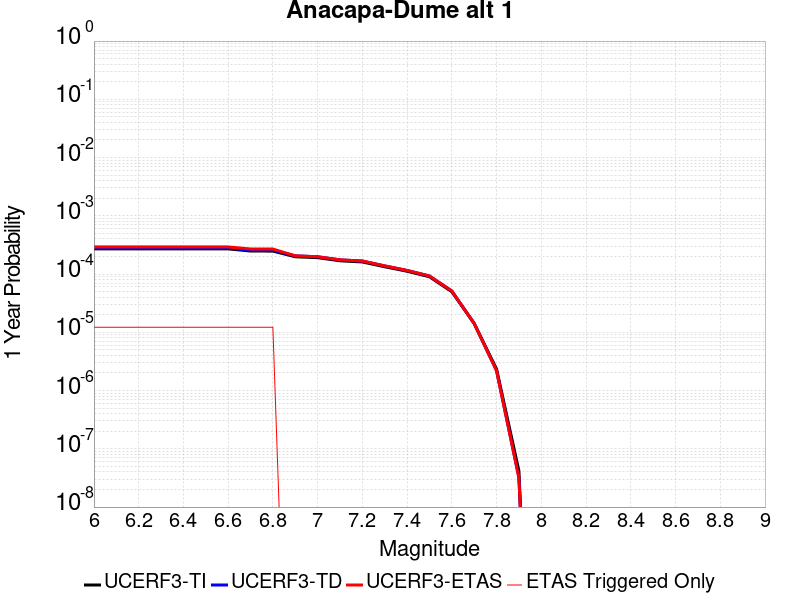 Anacapa-Dume alt 1
10^0
10^-1
10^-2
10^-3
10^-4
10^-5
10^-6
10^-7
10^-8
1 Year Probability
6 6.2 6.4 6.6 6.8 7 7.2 7.4 7.6 7.8 8 8.2 8.4 8.6 8.8 9
Magnitude
UCERF3-TI UCERF3-TD UCERF3-ETAS ETAS Triggered Only